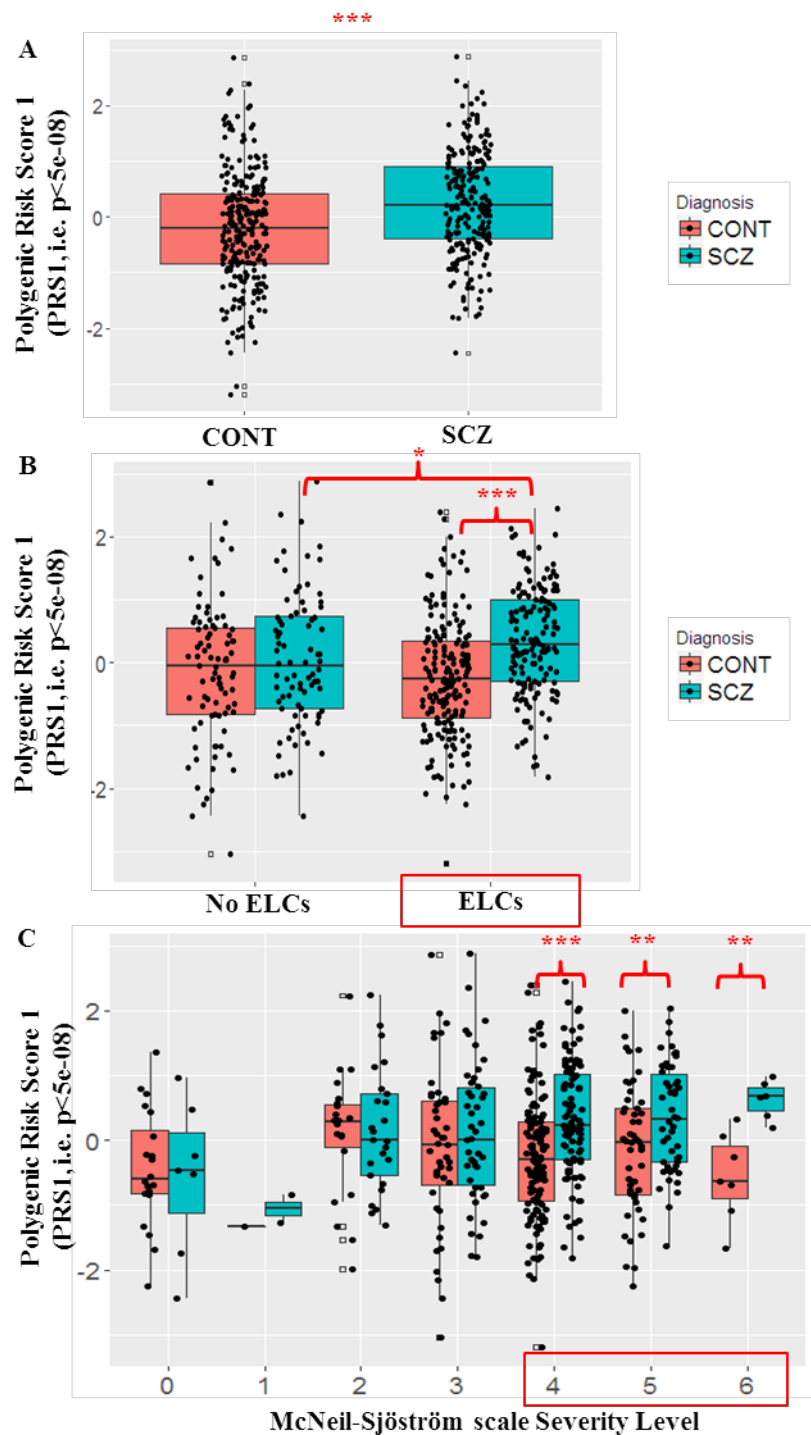 ***
A
Polygenic Risk Score 1
(PRS1, i.e. p<5e-08)
2
0
-2
CONT
SCZ
Diagnosis
CONT
SCZ
B
*
***
Polygenic Risk Score 1
(PRS1, i.e. p<5e-08)
2
0
-2
No ELCs
ELCs
Diagnosis
CONT
SCZ
C
***
**
**
Polygenic Risk Score 1
(PRS1, i.e. p<5e-08)
2
0
-2
0 1 2 3 4 5 6
McNeil-Sjöström scale Severity Level